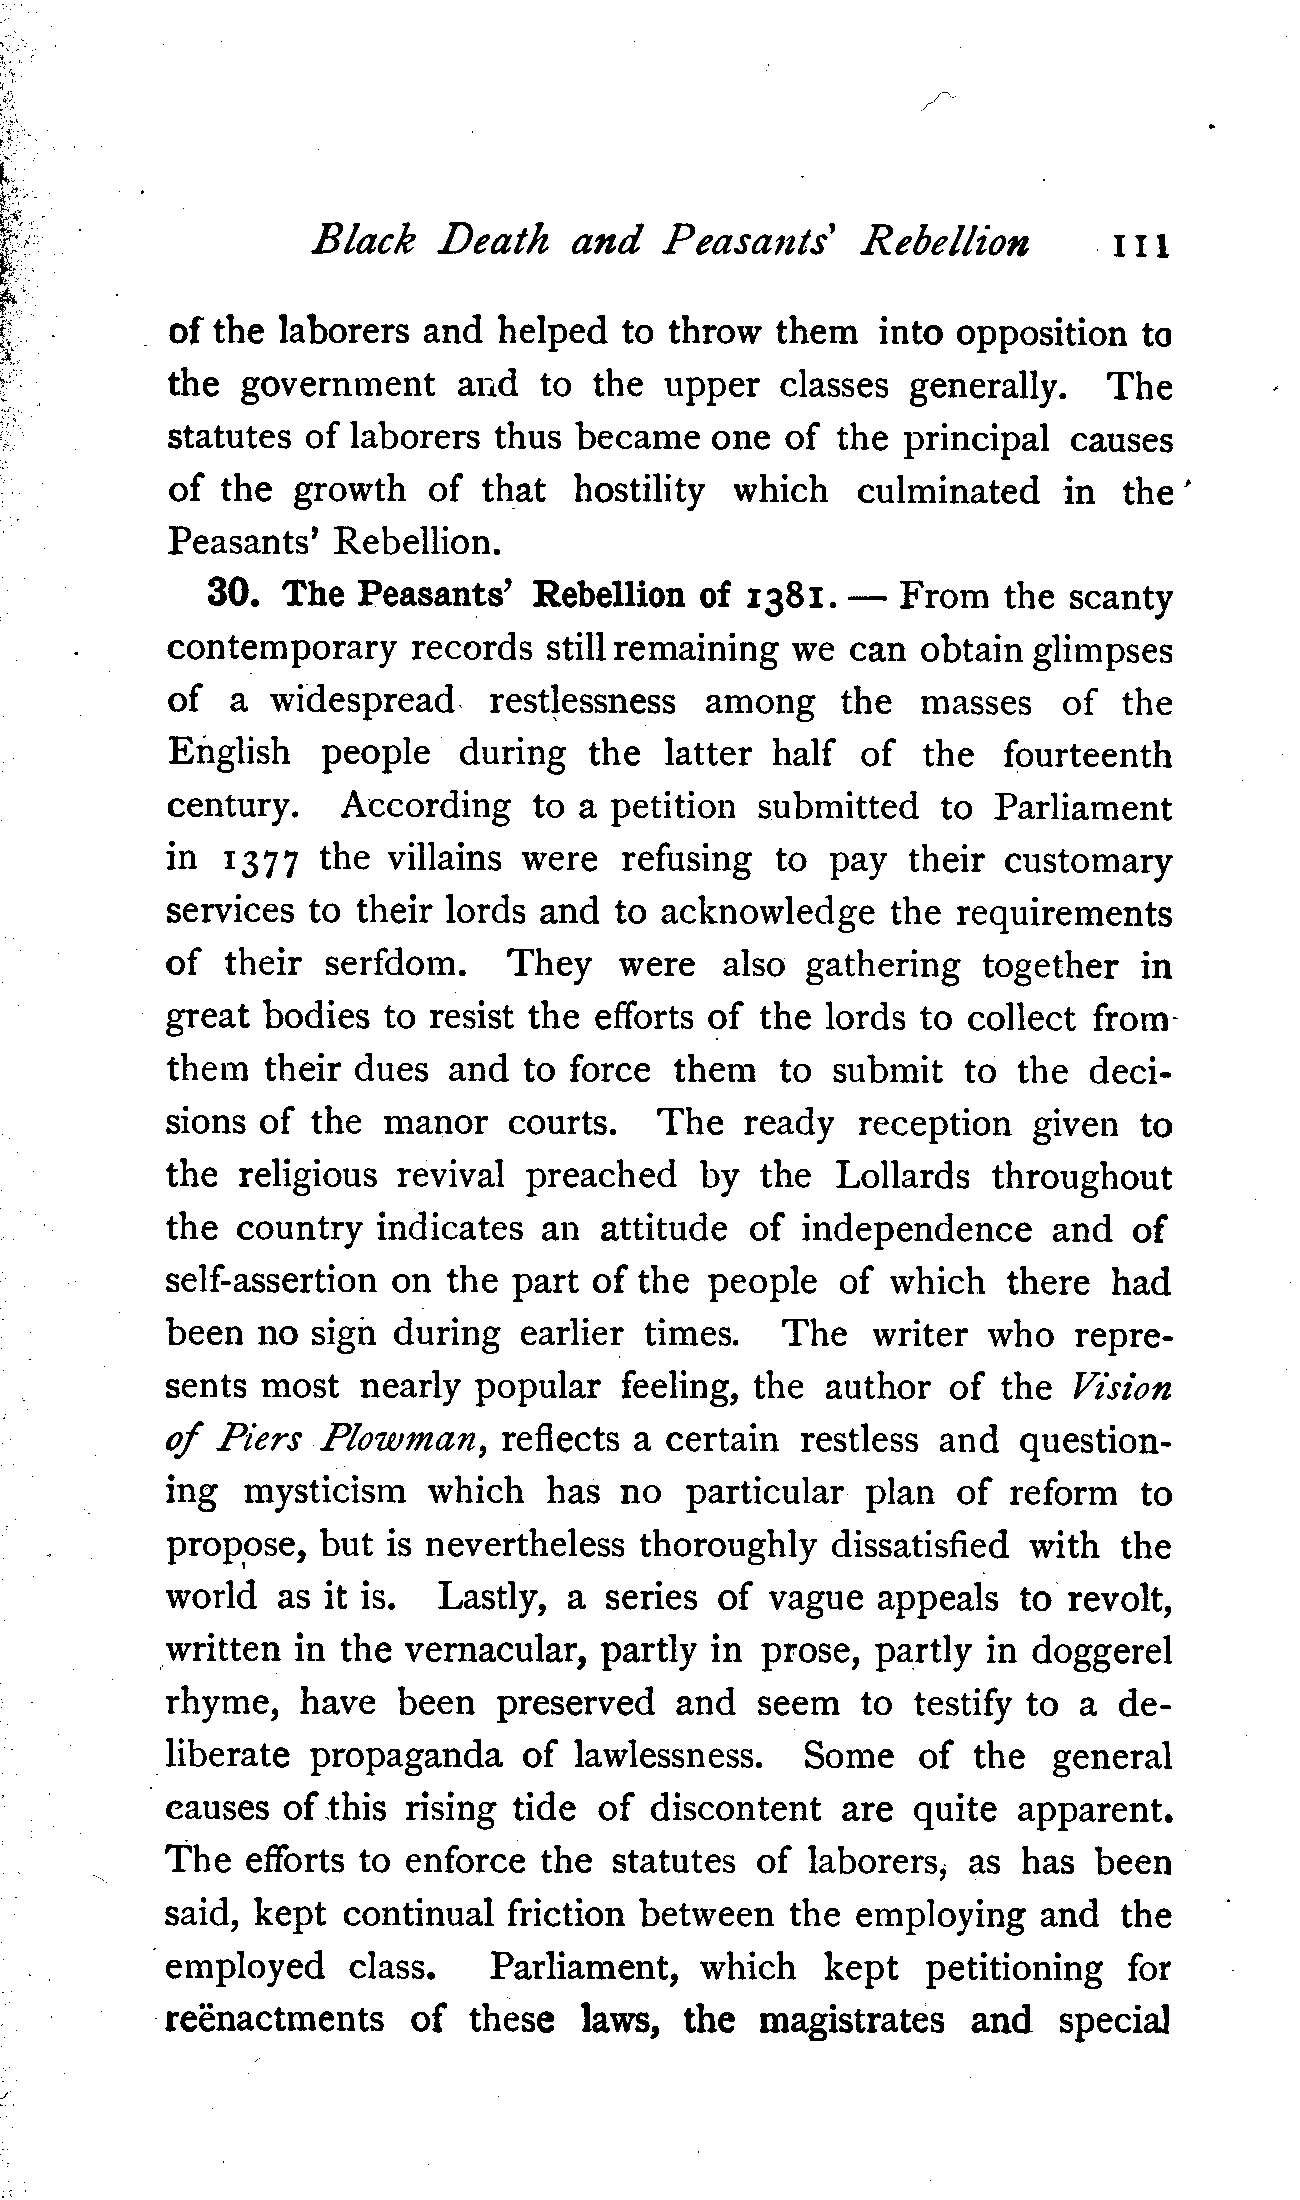 Black Death and Peasants' Rebellion 111
of the laborers and helped to throw them into opposition to
the government and to the upper classes generally. The
statutes of laborers thus became one of the principal causes
of the growth of that hostility which culminated in the
Peasants' Rebellion.
30. The Peasants' Rebellion of 1381. — From the scanty
contemporary records still remaining we can obtain glimpses
of a widespread restlessness among the masses of the
English people during the latter half of the fourteenth
century. According to a petition submitted to Parliament
in 1377 the villains were refusing to pay their customary
services to their lords and to acknowledge the requirements
of their serfdom. They were also gathering together in
great bodies to resist the efforts of the lords to collect from
them their dues and to force them to submit to the deci-
sions of the manor courts. The ready reception given to
the religious revival preached by the Lollards throughout
the country indicates an attitude of independence and of
self-assertion on the part of the people of which there had
been no sign during earlier times. The writer who repre-
sents most nearly popular feeling, the author of the Vision
of Piers Plowman, reflects a certain restless and question-
ing mysticism which has no particular plan of reform to
propose, but is nevertheless thoroughly dissatisfied with the
world as it is. Lastly, a series of vague appeals to revolt,
written in the vernacular, partly in prose, partly in doggerel
rhyme, have been preserved and seem to testify to a de-
liberate propaganda of lawlessness. Some of the general
causes of this rising tide of discontent are quite apparent.
The efforts to enforce the statutes of laborers, as has been
said, kept continual friction between the employing and the
employed class. Parliament, which kept petitioning for
reënactments of these laws, the magistrates and special